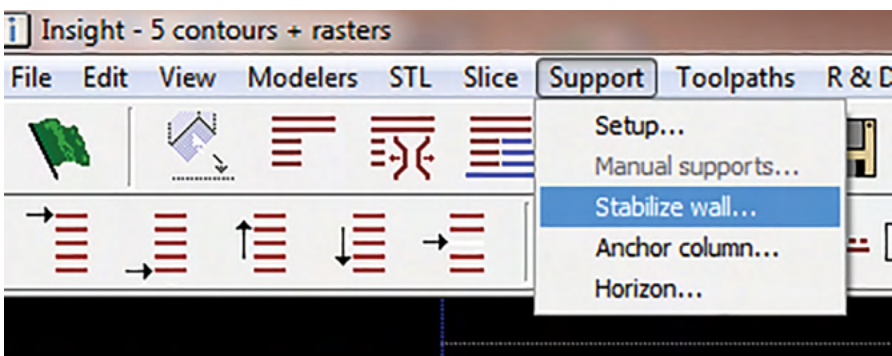 Insight - 5 contours + rasters
File Edit View Modelers STL Slice Support Toolpaths R & D
Setup...
Manual supports...
Stabilize wall...
Anchor column...
Horizon...